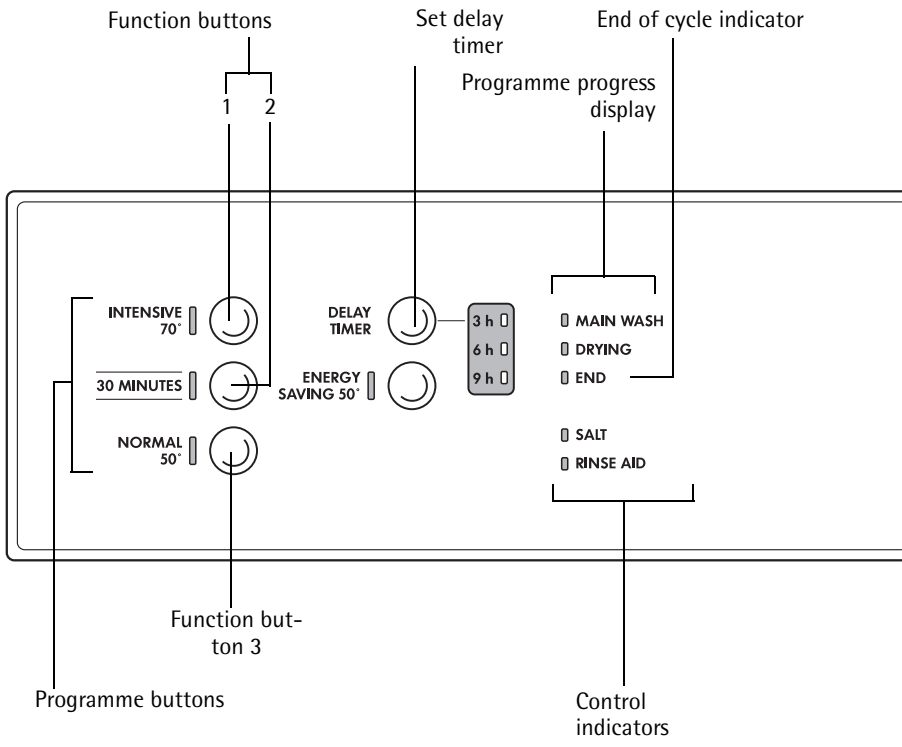 Function buttons
Set delay
timer
End of cycle indicator
Programme progress
display
1 2
INTENSIVE
70°
30 MINUTES
NORMAL
50°
DELAY
TIMER
ENERGY
SAVING 50°
3 h
6 h
9 h
MAIN WASH
DRYING
END
SALT
RINSE AID
Function but-
ton 3
Programme buttons
Control
indicators